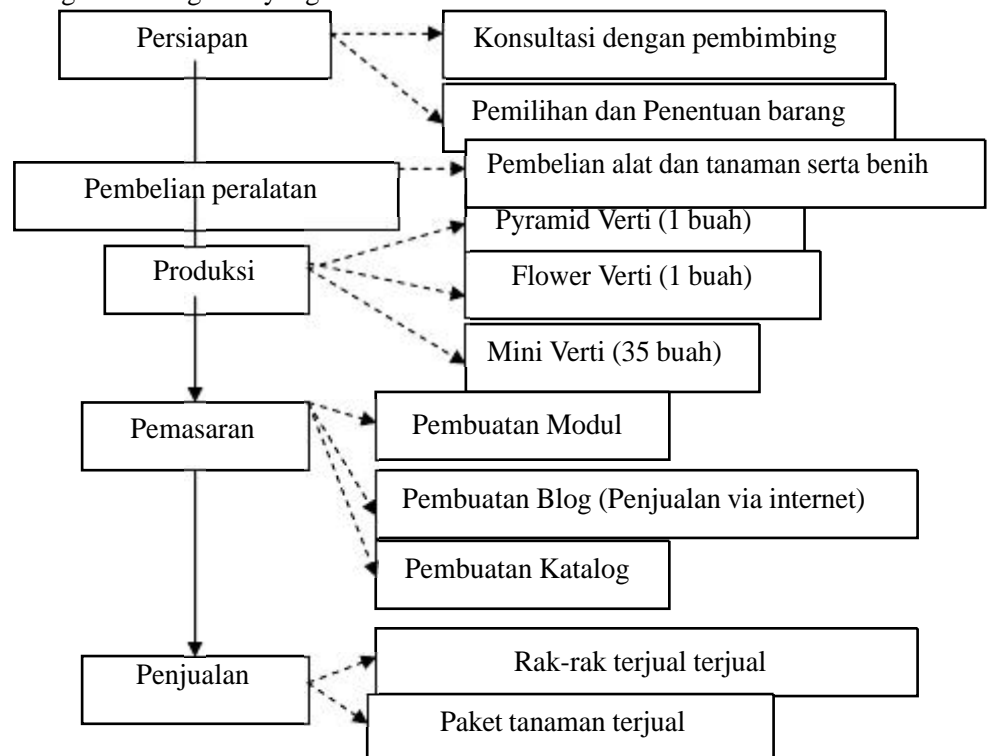 Persiapan
Konsultasi dengan pembimbing
Pemilihan dan Penentuan barang
Pembelian peralatan
Pembelian alat dan tanaman serta benih
Pyramid Verti (1 buah)
Produksi
Flower Verti (1 buah)
Mini Verti (35 buah)
Pemasaran
Pembuatan Modul
Pembuatan Blog (Penjualan via internet)
Pembuatan Katalog
Penjualan
Rak-rak terjual terjual
Paket tanaman terjual